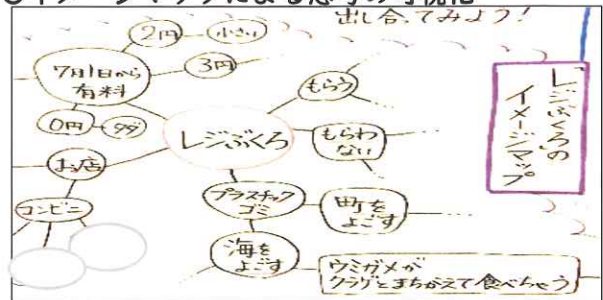 出し合ってみよう!
レジぶくろの
イメージマップ
2円
小さい
3円
7月1日から
有料
0円
レジぶくろ
もらう
もらわ
ない
お店
コンビニ
プラスチック
ゴミ
町を
よごす
海を
よごす
ウミガメが
クラゲとまちがえて食べちゃう